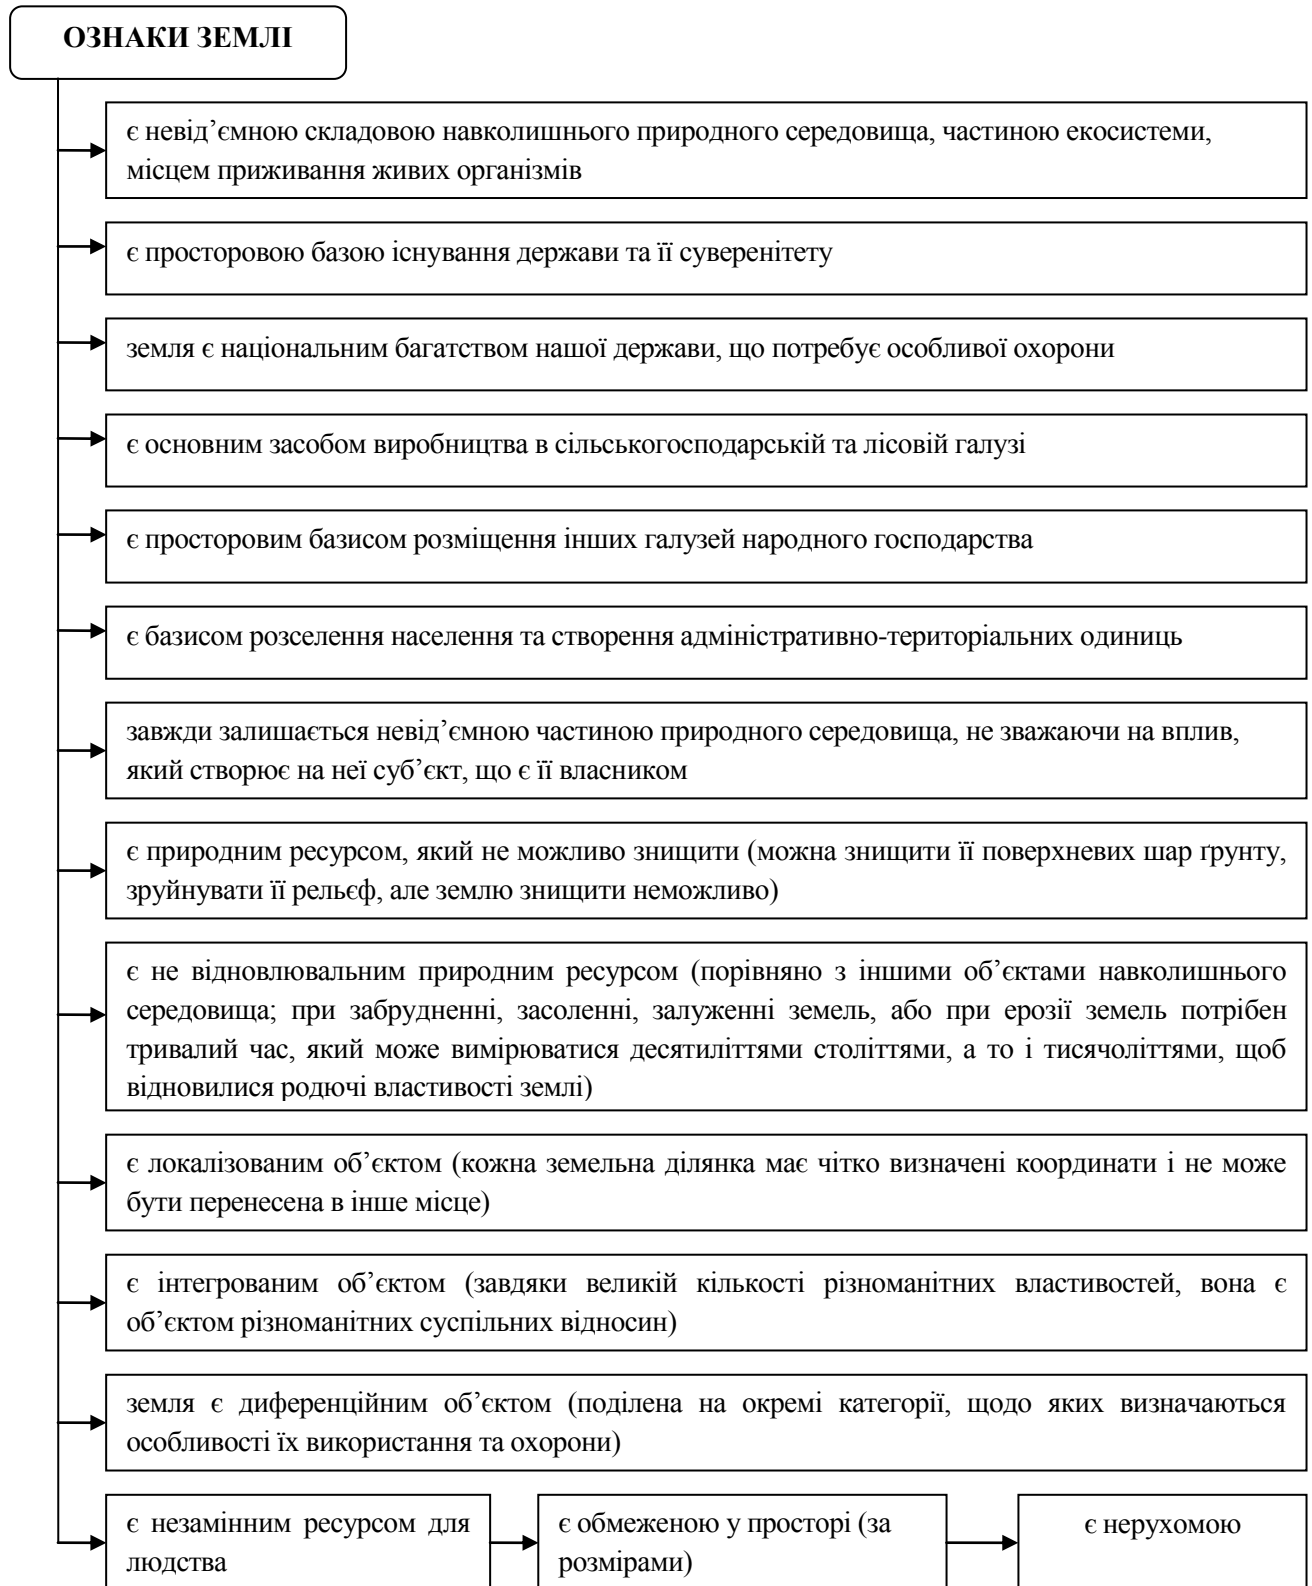 ОЗНАКИ ЗЕМЛІ
є невід’ємною складовою навколишнього природного середовища, частиною екосистеми,
місцем приживання живих організмів
є просторовою базою існування держави та її суверенітету
земля є національним багатством нашої держави, що потребує особливої охорони
є основним засобом виробництва в сільськогосподарській та лісовій галузі
є просторовим базисом розміщення інших галузей народного господарства
є базисом розселення населення та створення адміністративно-територіальних одиниць
завжди залишається невід’ємною частиною природного середовища, не зважаючи на вплив,
який створює на неї суб’єкт, що є її власником
є природним ресурсом, який не можливо знищити (можна знищити її поверхневих шар ґрунту,
зруйнувати її рельєф, але землю знищити неможливо)
є не відновлювальним природним ресурсом (порівняно з іншими об’єктами навколишнього
середовища; при забрудненні, засоленні, залуженні земель, або при ерозії земель потрібен
тривалий час, який може вимірюватися десятиліттями століттями, а то і тисячоліттями, щоб
відновилися родючі властивості землі)
є локалізованим об’єктом (кожна земельна ділянка має чітко визначені координати і не може
бути перенесена в інше місце)
є інтегрованим об’єктом (завдяки великій кількості різноманітних властивостей, вона є
об’єктом різноманітних суспільних відносин)
земля є диференційним об’єктом (поділена на окремі категорії, щодо яких визначаються
особливості їх використання та охорони)
є незамінним ресурсом для
людства
є обмеженою у просторі (за
розмірами)
є нерухомою